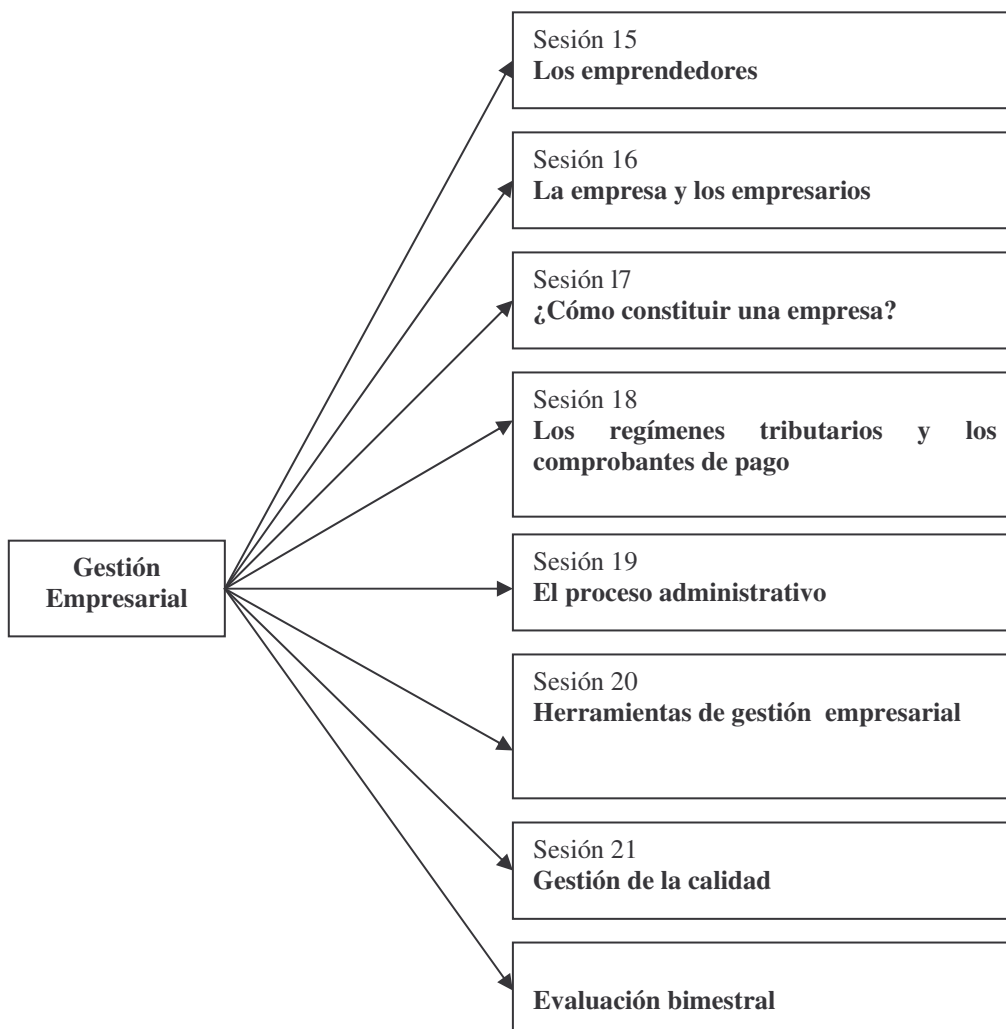 Sesión 15
Los emprendedores
Sesión 16
La empresa y los empresarios
Sesión l7
¿Cómo constituir una empresa?
Sesión 18
Los regímenes tributarios y los
comprobantes de pago
Gestión
Empresarial
Sesión 19
El proceso administrativo
Sesión 20
Herramientas de gestión empresarial
Sesión 21
Gestión de la calidad
Evaluación bimestral